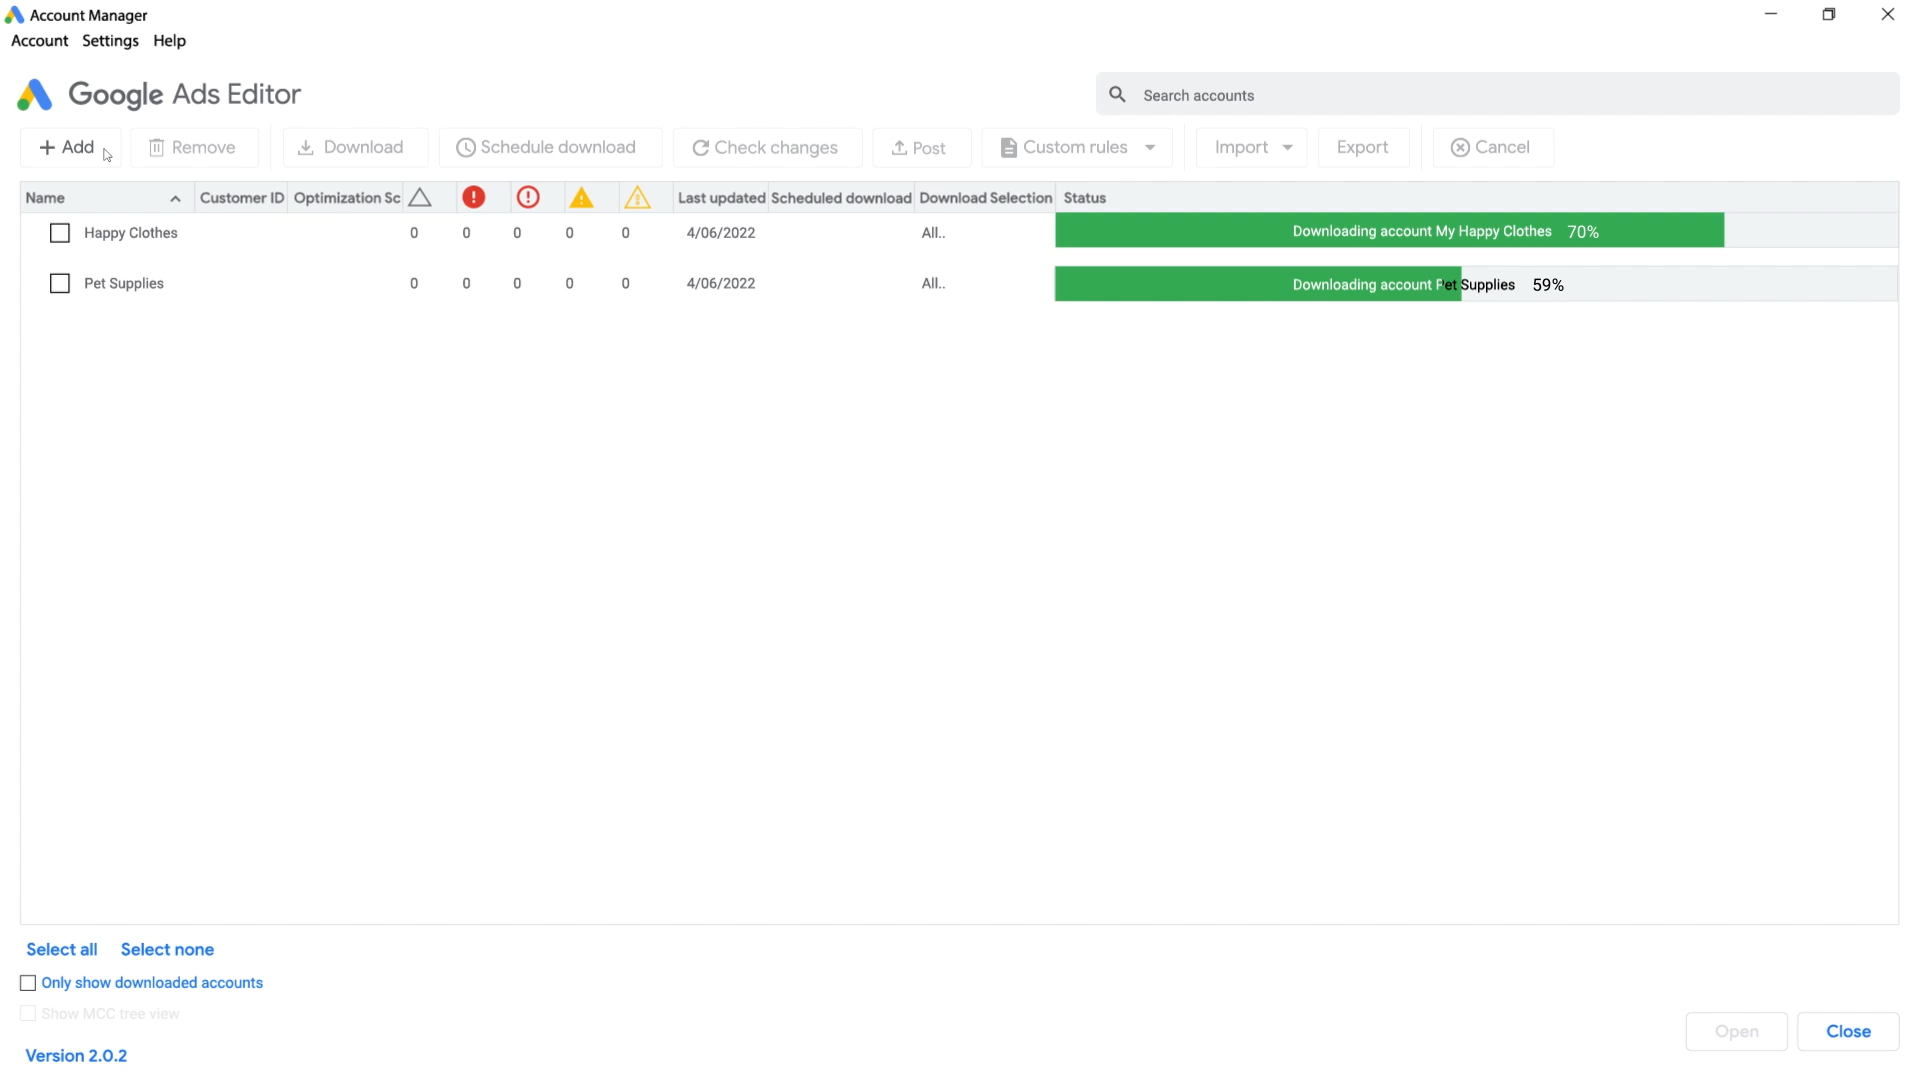 Account Manager
Account Settings Help
Google Ads Editor
Search accounts
Add Remove Download Schedule download Check changes Post Custom rules Import Export Cancel
Name Customer ID Optimization Sc Last updated Scheduled download Download Selection Status
Happy Clothes 0 0 0 0 0 4/06/2022 All.. Downloading account My Happy Clothes 70%
Pet Supplies 0 0 0 0 0 4/06/2022 All.. Downloading account Pet Supplies 59%
Select all Select none
Only show downloaded accounts
Show MCC tree view
Open Close
Version 2.0.2